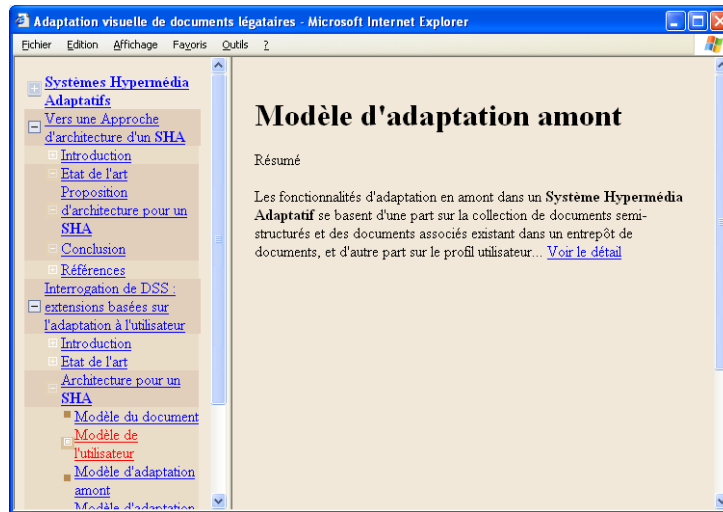 Adaptation visuelle de documents légataires - Microsoft Internet Explorer
Fichier Edition Affichage Favoris Outils ?
Systèmes Hypermédia
Adaptatifs
Vers une Approche
d'architecture d'un SHA
Introduction
Etat de l'art
Proposition
d'architecture pour un
SHA
Conclusion
Références
Interrogation de DSS :
extensions basées sur
l'adaptation à l'utilisateur
Introduction
Etat de l'art
Architecture pour un
SHA
Modèle du document
Modèle de
l'utilisateur
Modèle d'adaptation
amont
Modèle d'adaptation
Modèle d'adaptation amont
Résumé
Les fonctionnalités d'adaptation en amont dans un Système Hypermédia
Adaptatif se basent d'une part sur la collection de documents semi-
structurés et des documents associés existant dans un entrepôt de
documents, et d'autre part sur le profil utilisateur... Voir le détail